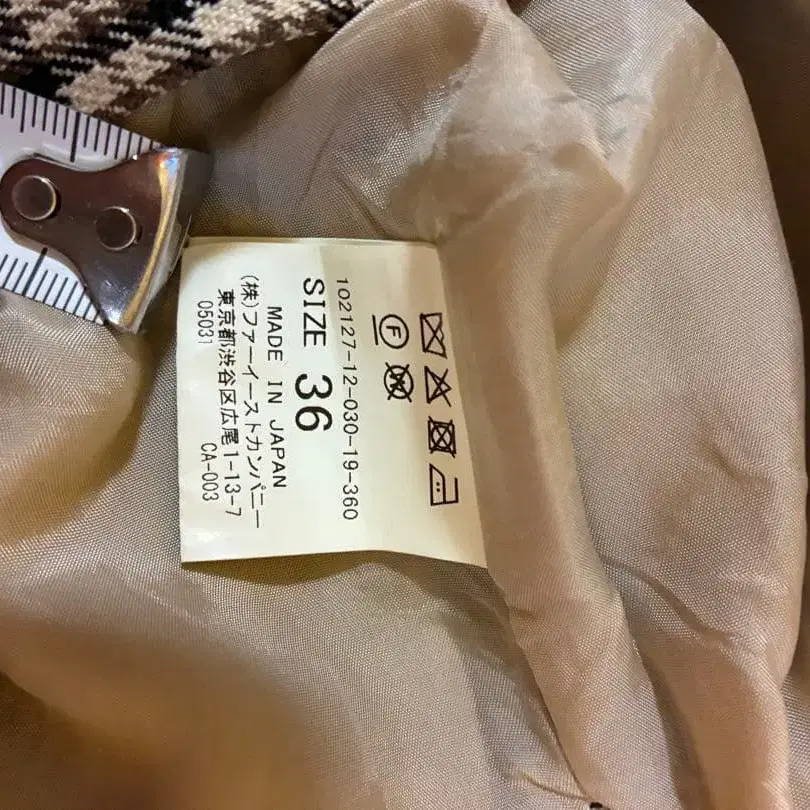 102127-12-030-19-360
SIZE 36
MADE IN JAPAN
(株)ファーイーストカンパニー
東京都渋谷区広尾1-13-7
05031 CA-003